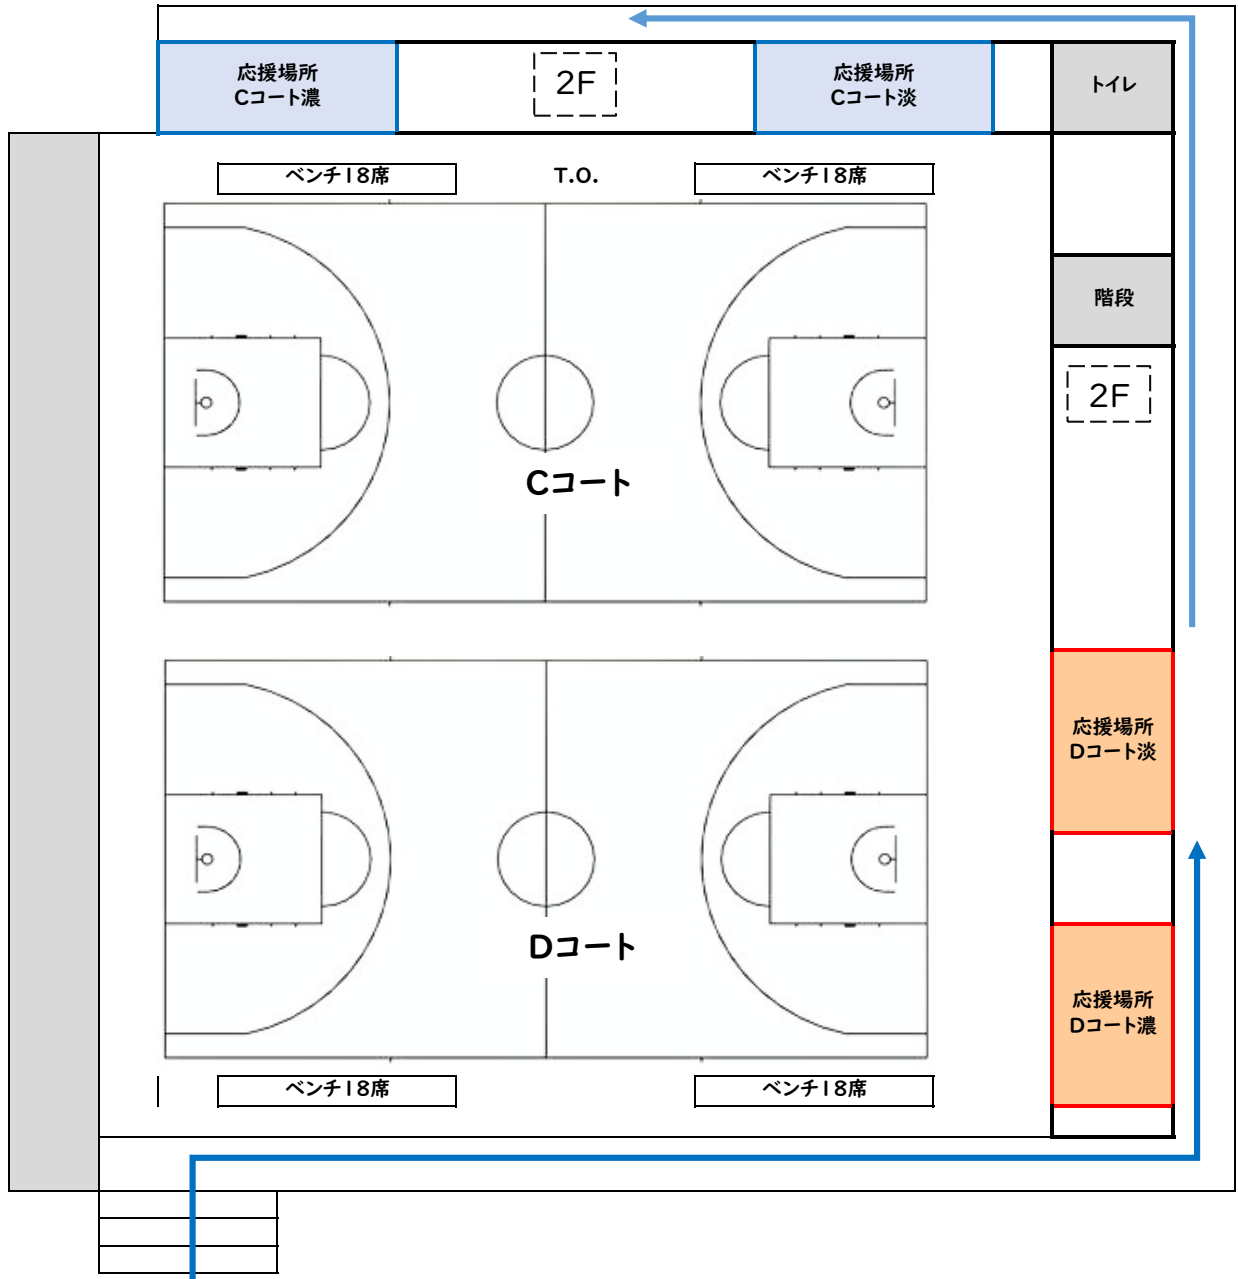 応援場所
Cコート濃
2F
応援場所
Cコート淡
トイレ
ベンチ18席
T.O.
ベンチ18席
階段
2F
Cコート
応援場所
Dコート淡
Dコート
応援場所
Dコート濃
ベンチ18席
ベンチ18席